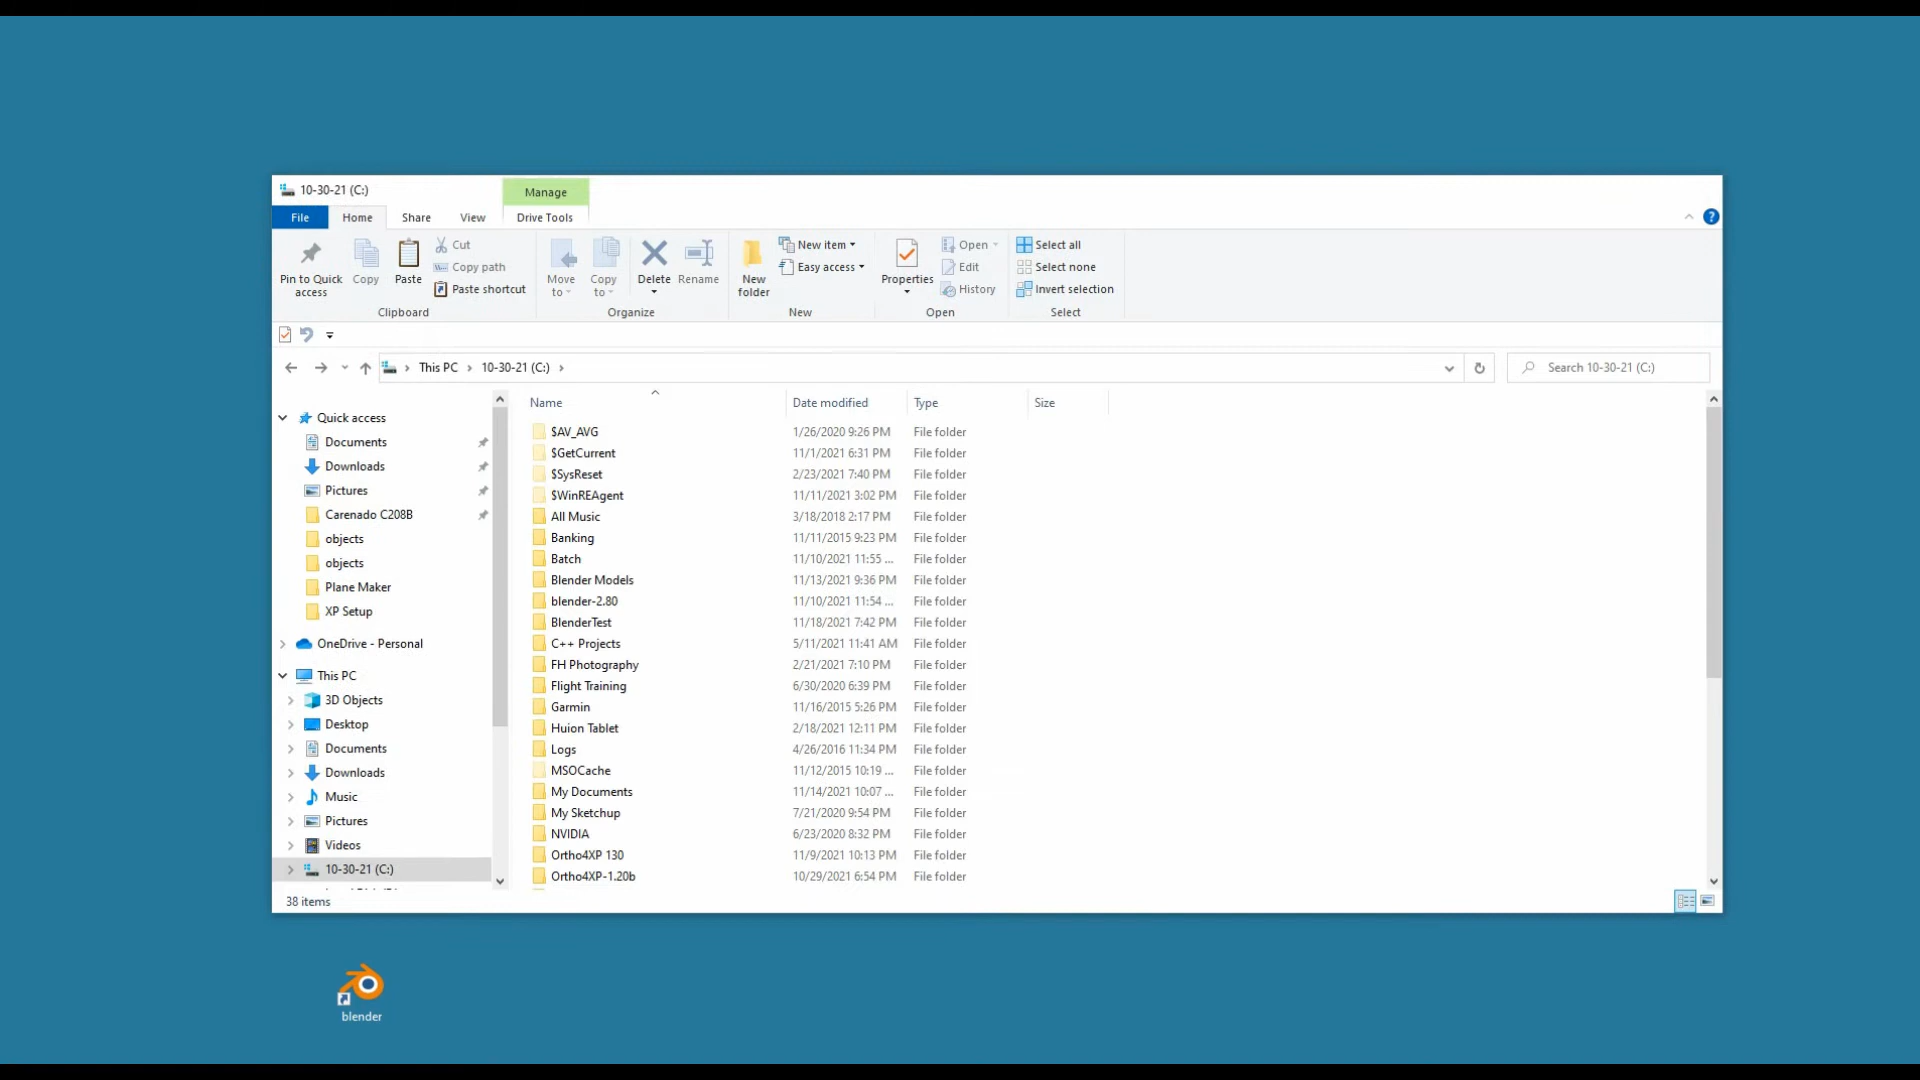 10-30-21 (C:)
Manage
File
Home
Share
View
Drive Tools
Pin to Quick access
Copy
Paste
Cut
Copy path
Paste shortcut
Clipboard
Move to
Copy to
Delete
Rename
Organize
New folder
New item
Easy access
New
Properties
Open
Edit
History
Open
Select all
Select none
Invert selection
Select
This PC > 10-30-21 (C:) >
Search 10-30-21 (C:)
Quick access
Documents
Downloads
Pictures
Carenado C208B
objects
objects
Plane Maker
XP Setup
OneDrive - Personal
This PC
3D Objects
Desktop
Documents
Downloads
Music
Pictures
Videos
10-30-21 (C:)
Name Date modified Type Size
$AV_AVG 1/26/2020 9:26 PM File folder
$GetCurrent 11/1/2021 6:31 PM File folder
$SysReset 2/23/2021 7:40 PM File folder
$WinREAgent 11/11/2021 3:02 PM File folder
All Music 3/18/2018 2:17 PM File folder
Banking 11/11/2015 9:23 PM File folder
Batch 11/10/2021 11:55 ... File folder
Blender Models 11/13/2021 9:36 PM File folder
blender-2.80 11/10/2021 11:54 ... File folder
BlenderTest 11/18/2021 7:42 PM File folder
C++ Projects 5/11/2021 11:41 AM File folder
FH Photography 2/21/2021 7:10 PM File folder
Flight Training 6/30/2020 6:39 PM File folder
Garmin 11/16/2015 5:26 PM File folder
Huion Tablet 2/18/2021 12:11 PM File folder
Logs 4/26/2016 11:34 PM File folder
MSOCache 11/12/2015 10:19 ... File folder
My Documents 11/14/2021 10:07 ... File folder
My Sketchup 7/21/2020 9:54 PM File folder
NVIDIA 6/23/2020 8:32 PM File folder
Ortho4XP 130 11/9/2021 10:13 PM File folder
Ortho4XP-1.20b 10/29/2021 6:54 PM File folder
38 items
blender